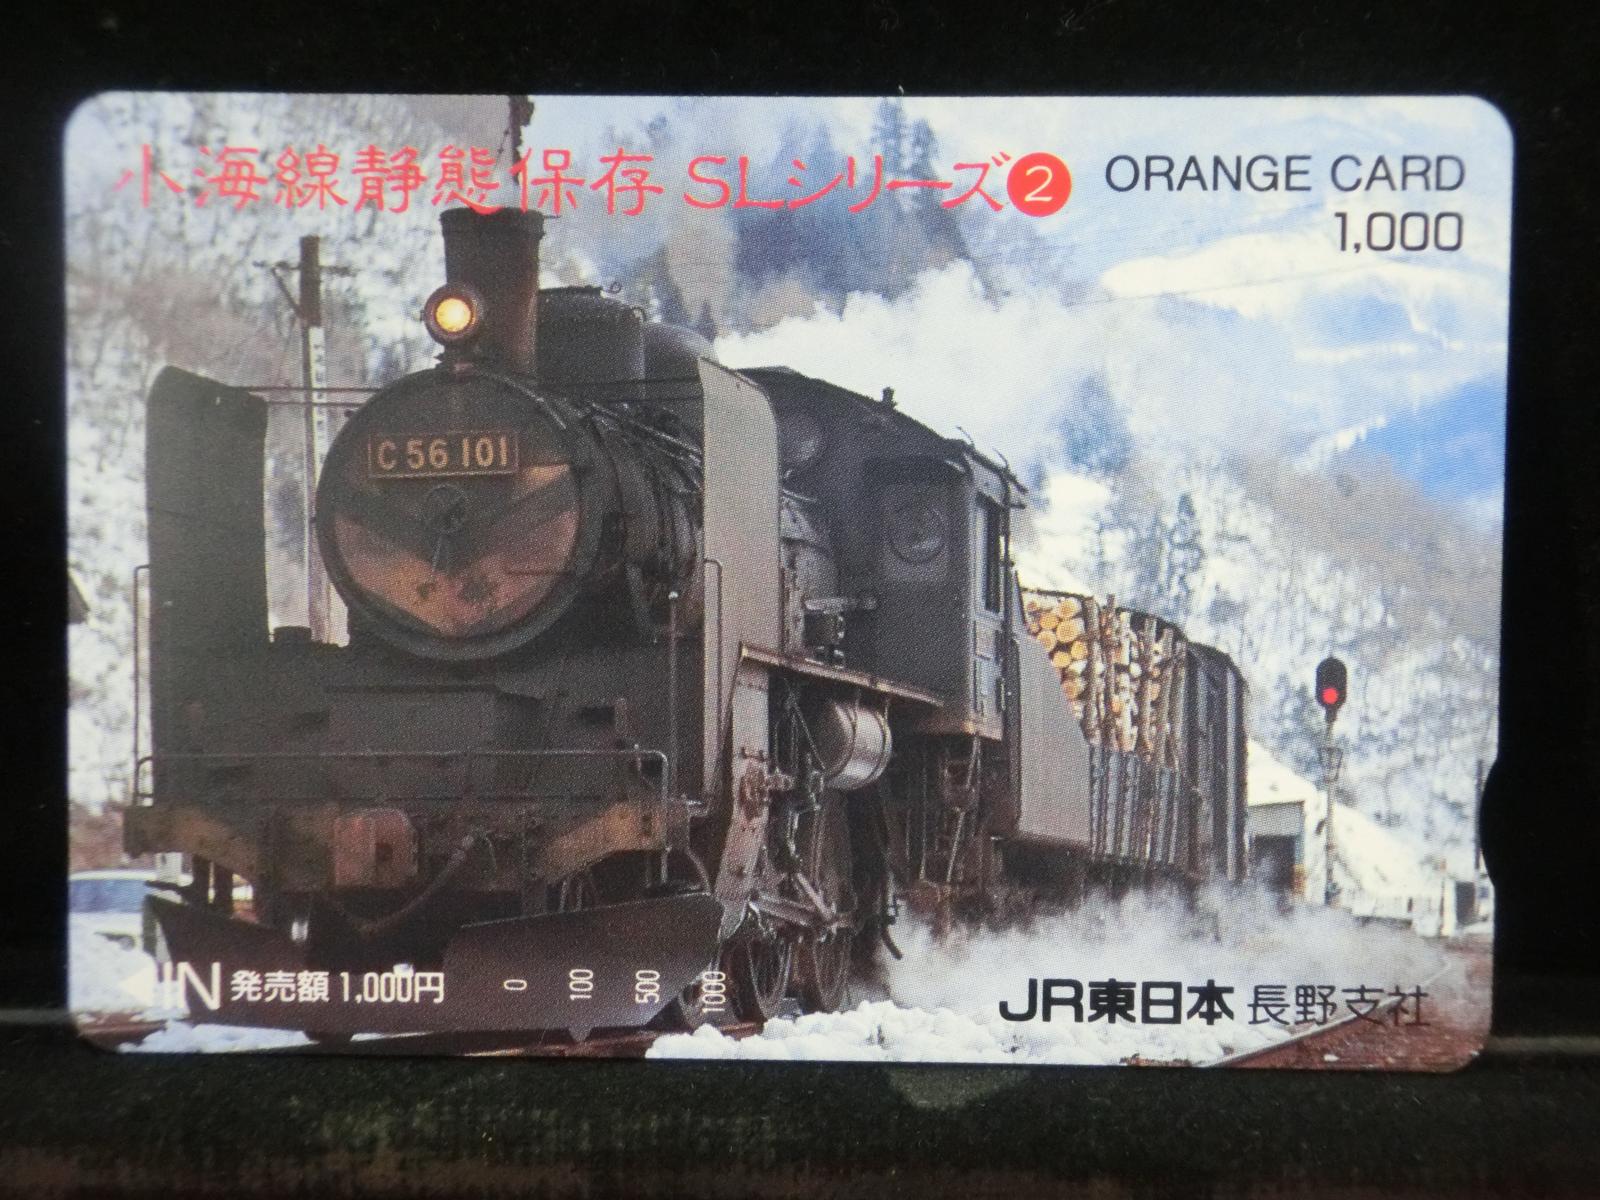 小海線静態保存SLシリーズ❷
ORANGE CARD
1,000
C56 101
IN 発売額 1,000円
0 100 500 1000
JR東日本 長野支社